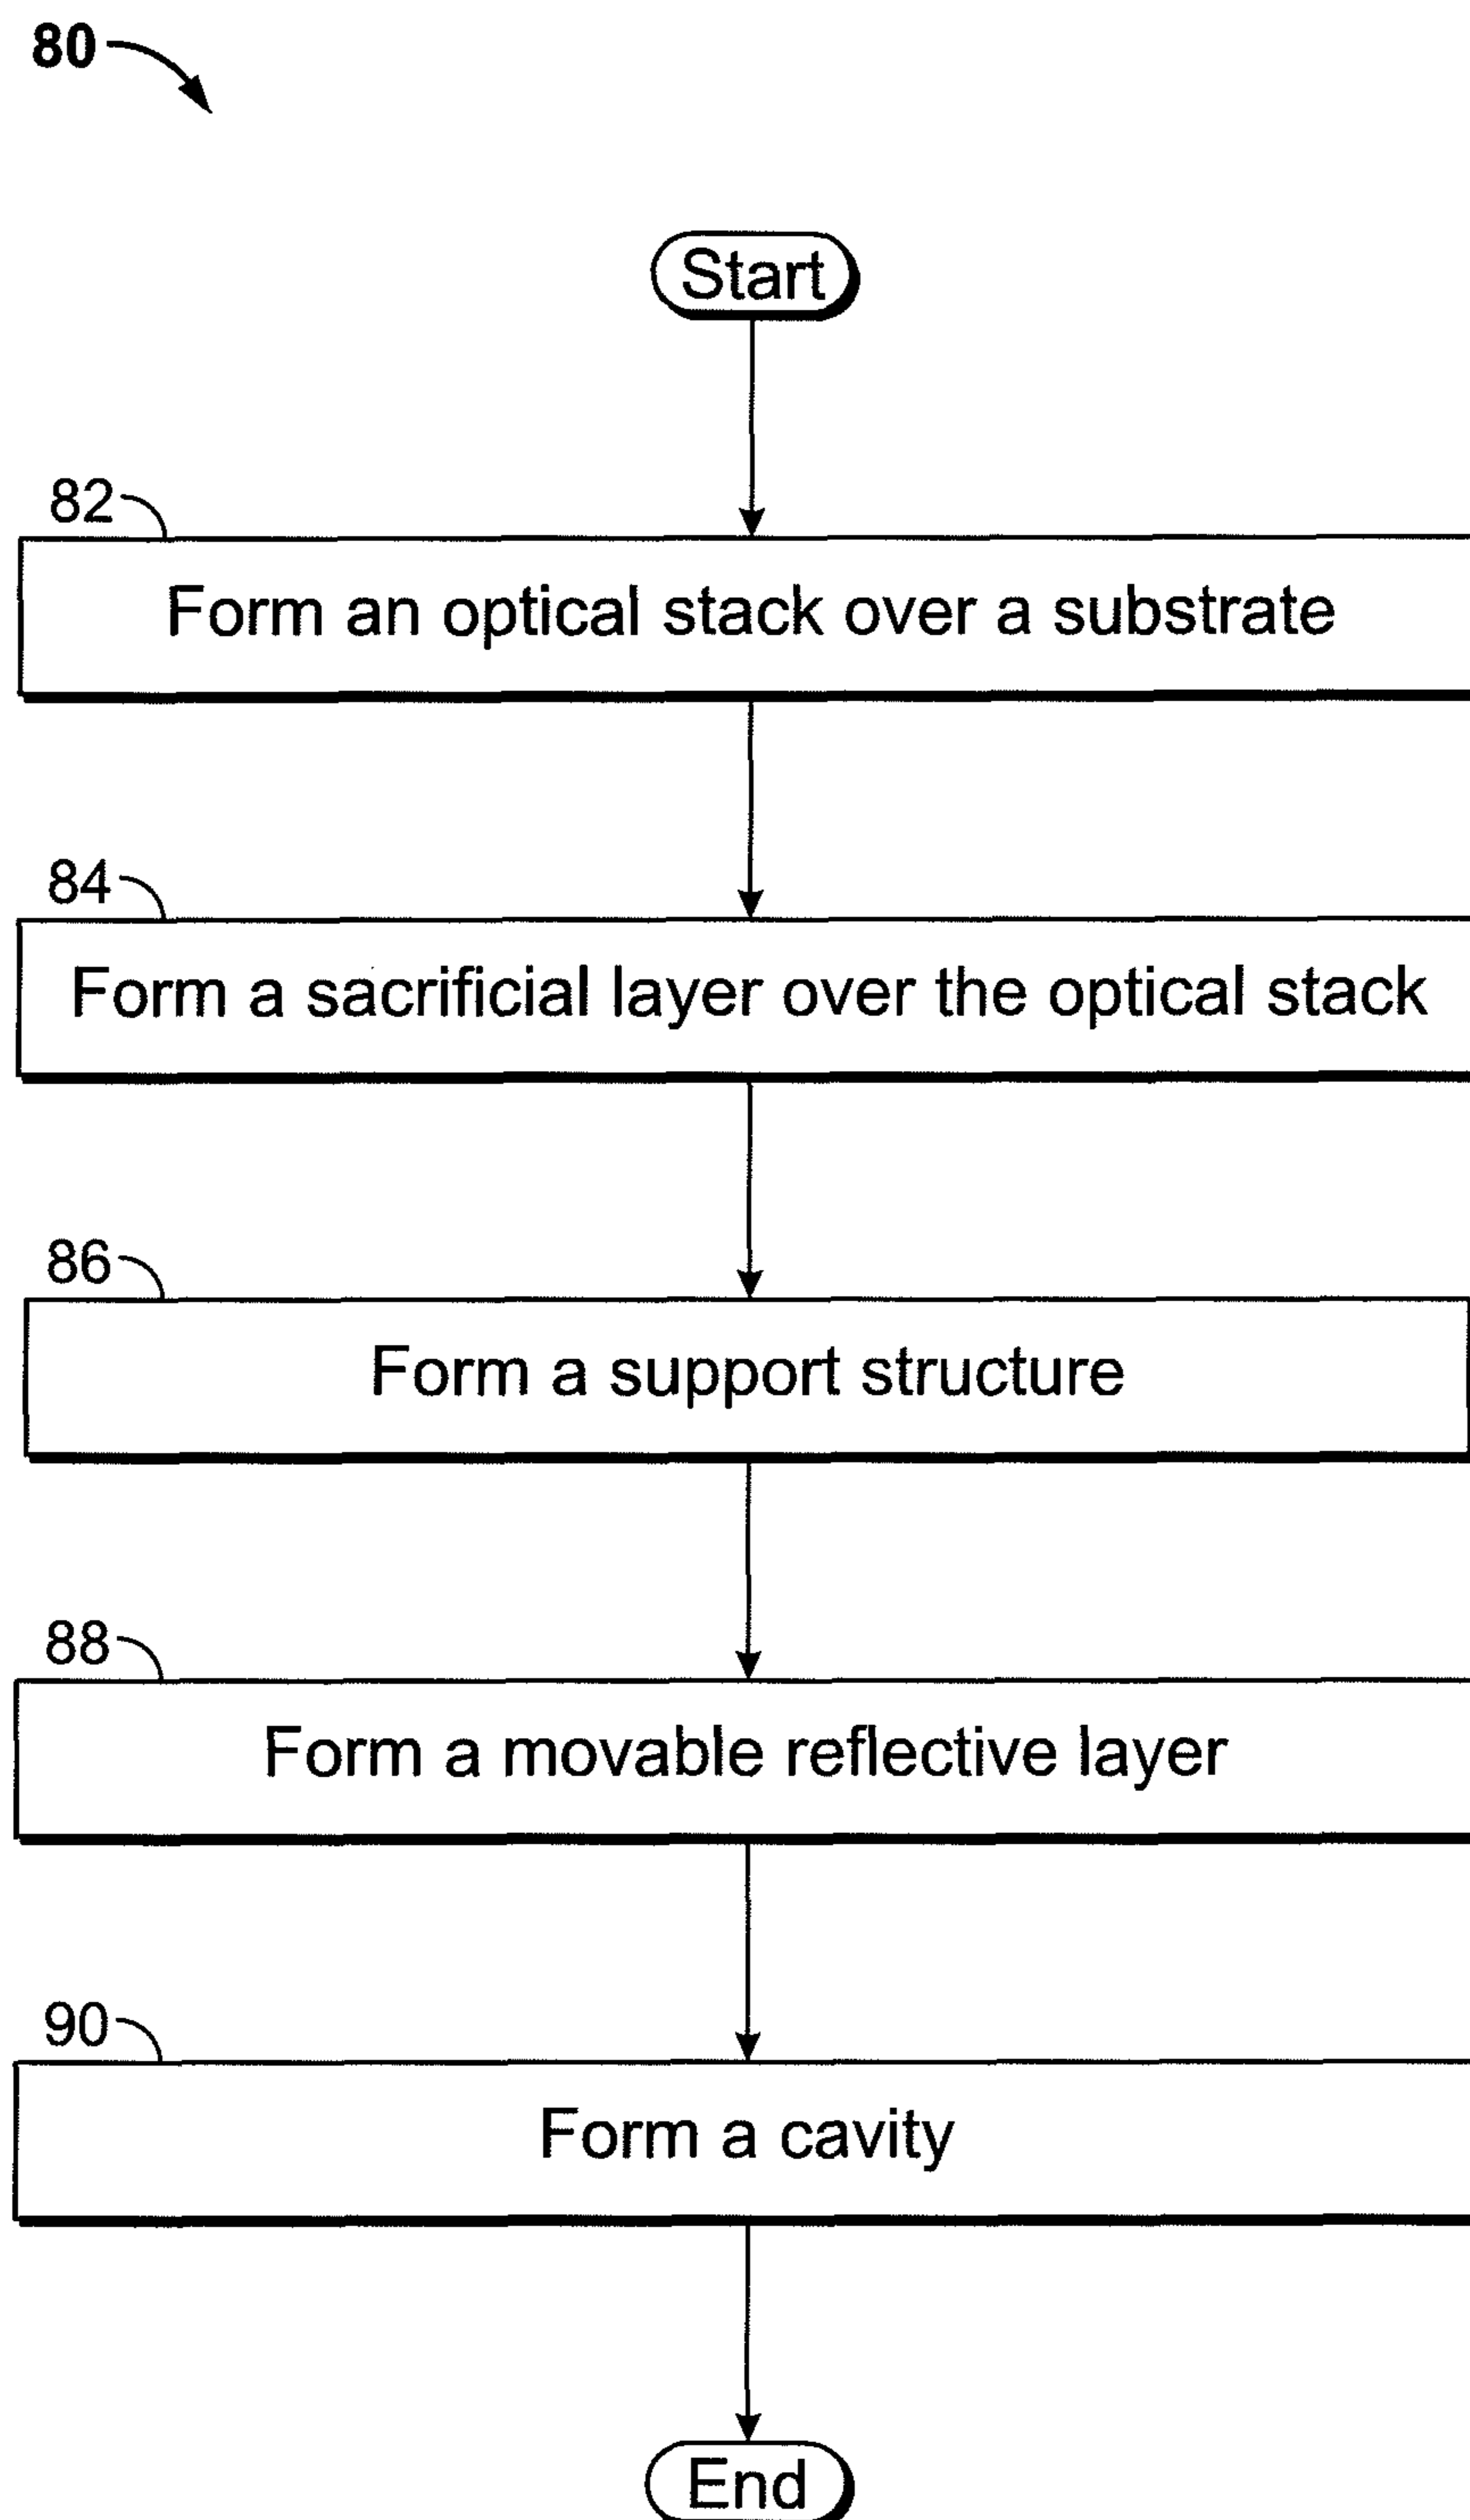 80
Start
82
Form an optical stack over a substrate
84
Form a sacrificial layer over the optical stack
86
Form a support structure
88
Form a movable reflective layer
90
Form a cavity
End